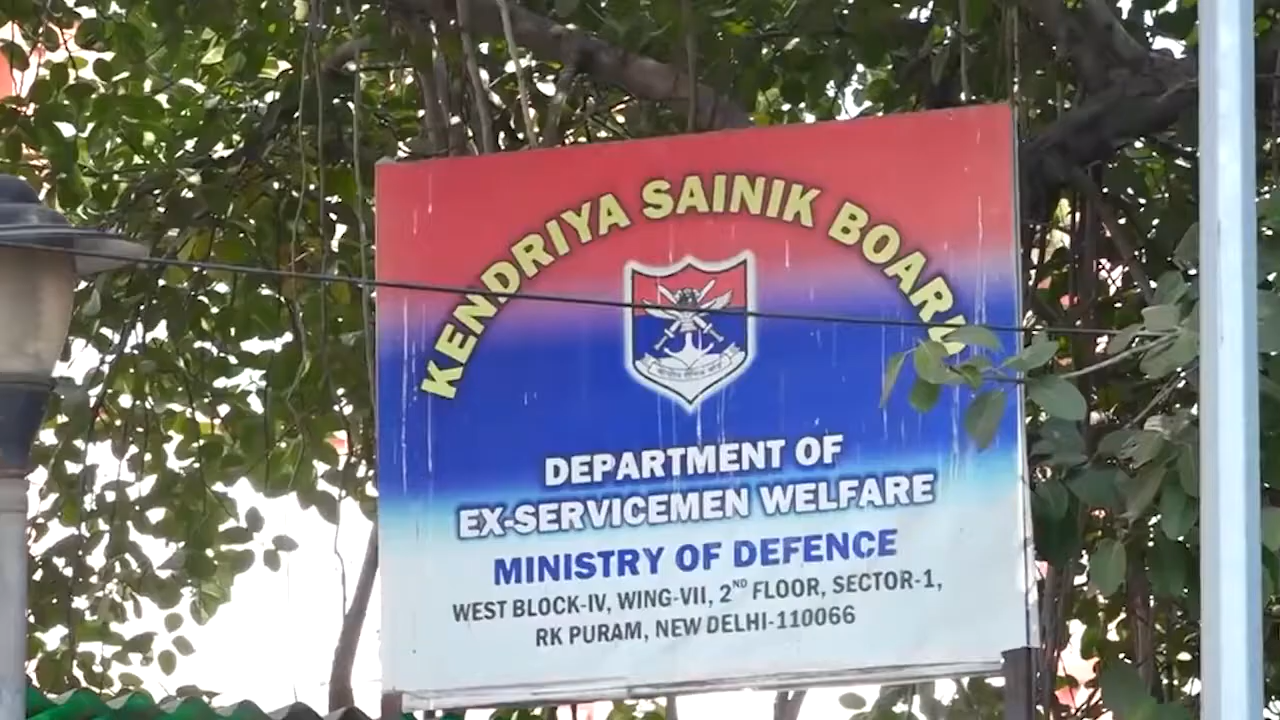 KENDRIYA SAINIK BOARD
DEPARTMENT OF
EX-SERVICEMEN WELFARE
MINISTRY OF DEFENCE
WEST BLOCK-IV, WING-VII, 2ND FLOOR, SECTOR-1,
RK PURAM, NEW DELHI-110066